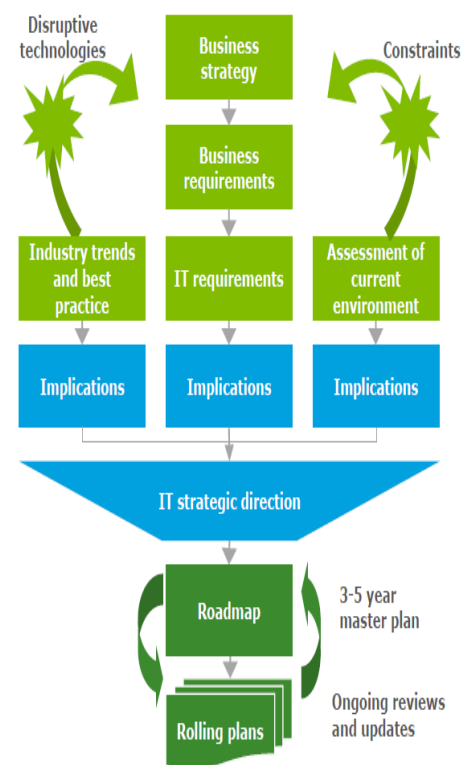 Disruptive
technologies
Business
strategy
Constraints
Business
requirements
Industry trends
and best
practice
IT requirements
Assessment of
current
environment
Implications
Implications
Implications
IT strategic direction
Roadmap
3-5 year
master plan
Rolling plans
Ongoing reviews
and updates